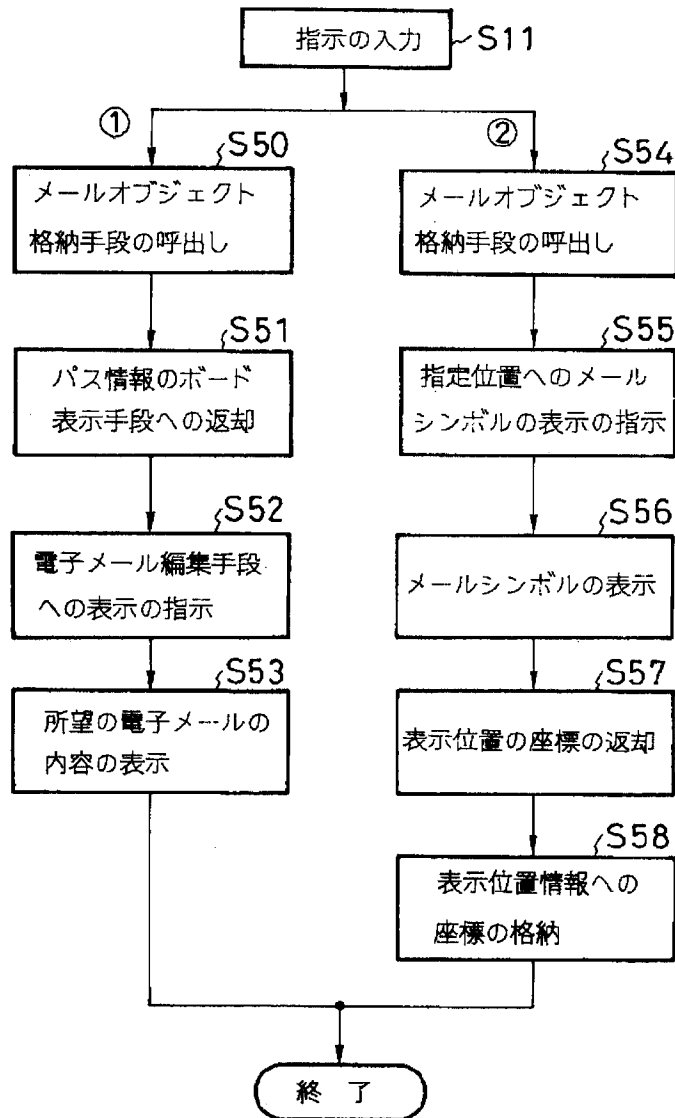 指示の入力
S11
①
S50
メールオブジェクト
格納手段の呼出し
S51
パス情報のボード
表示手段への返却
S52
電子メール編集手段
への表示の指示
S53
所望の電子メールの
内容の表示
②
S54
メールオブジェクト
格納手段の呼出し
S55
指定位置へのメール
シンボルの表示の指示
S56
メールシンボルの表示
S57
表示位置の座標の返却
S58
表示位置情報への
座標の格納
終 了